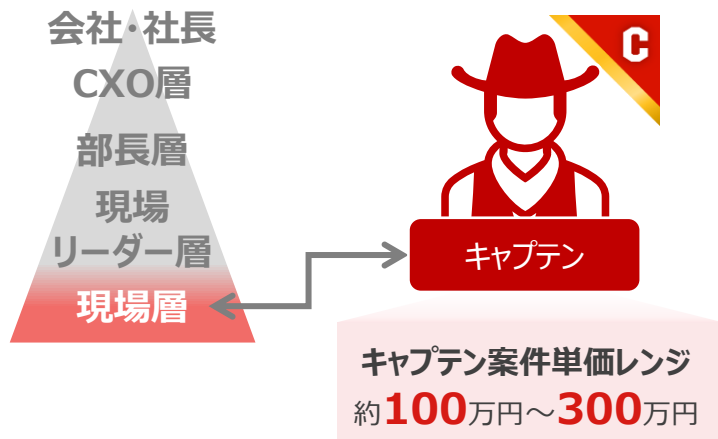 会社・社長
CXO層
部長層
現場
リーダー層
現場層
C
キャプテン
キャプテン案件単価レンジ
約100万円～300万円